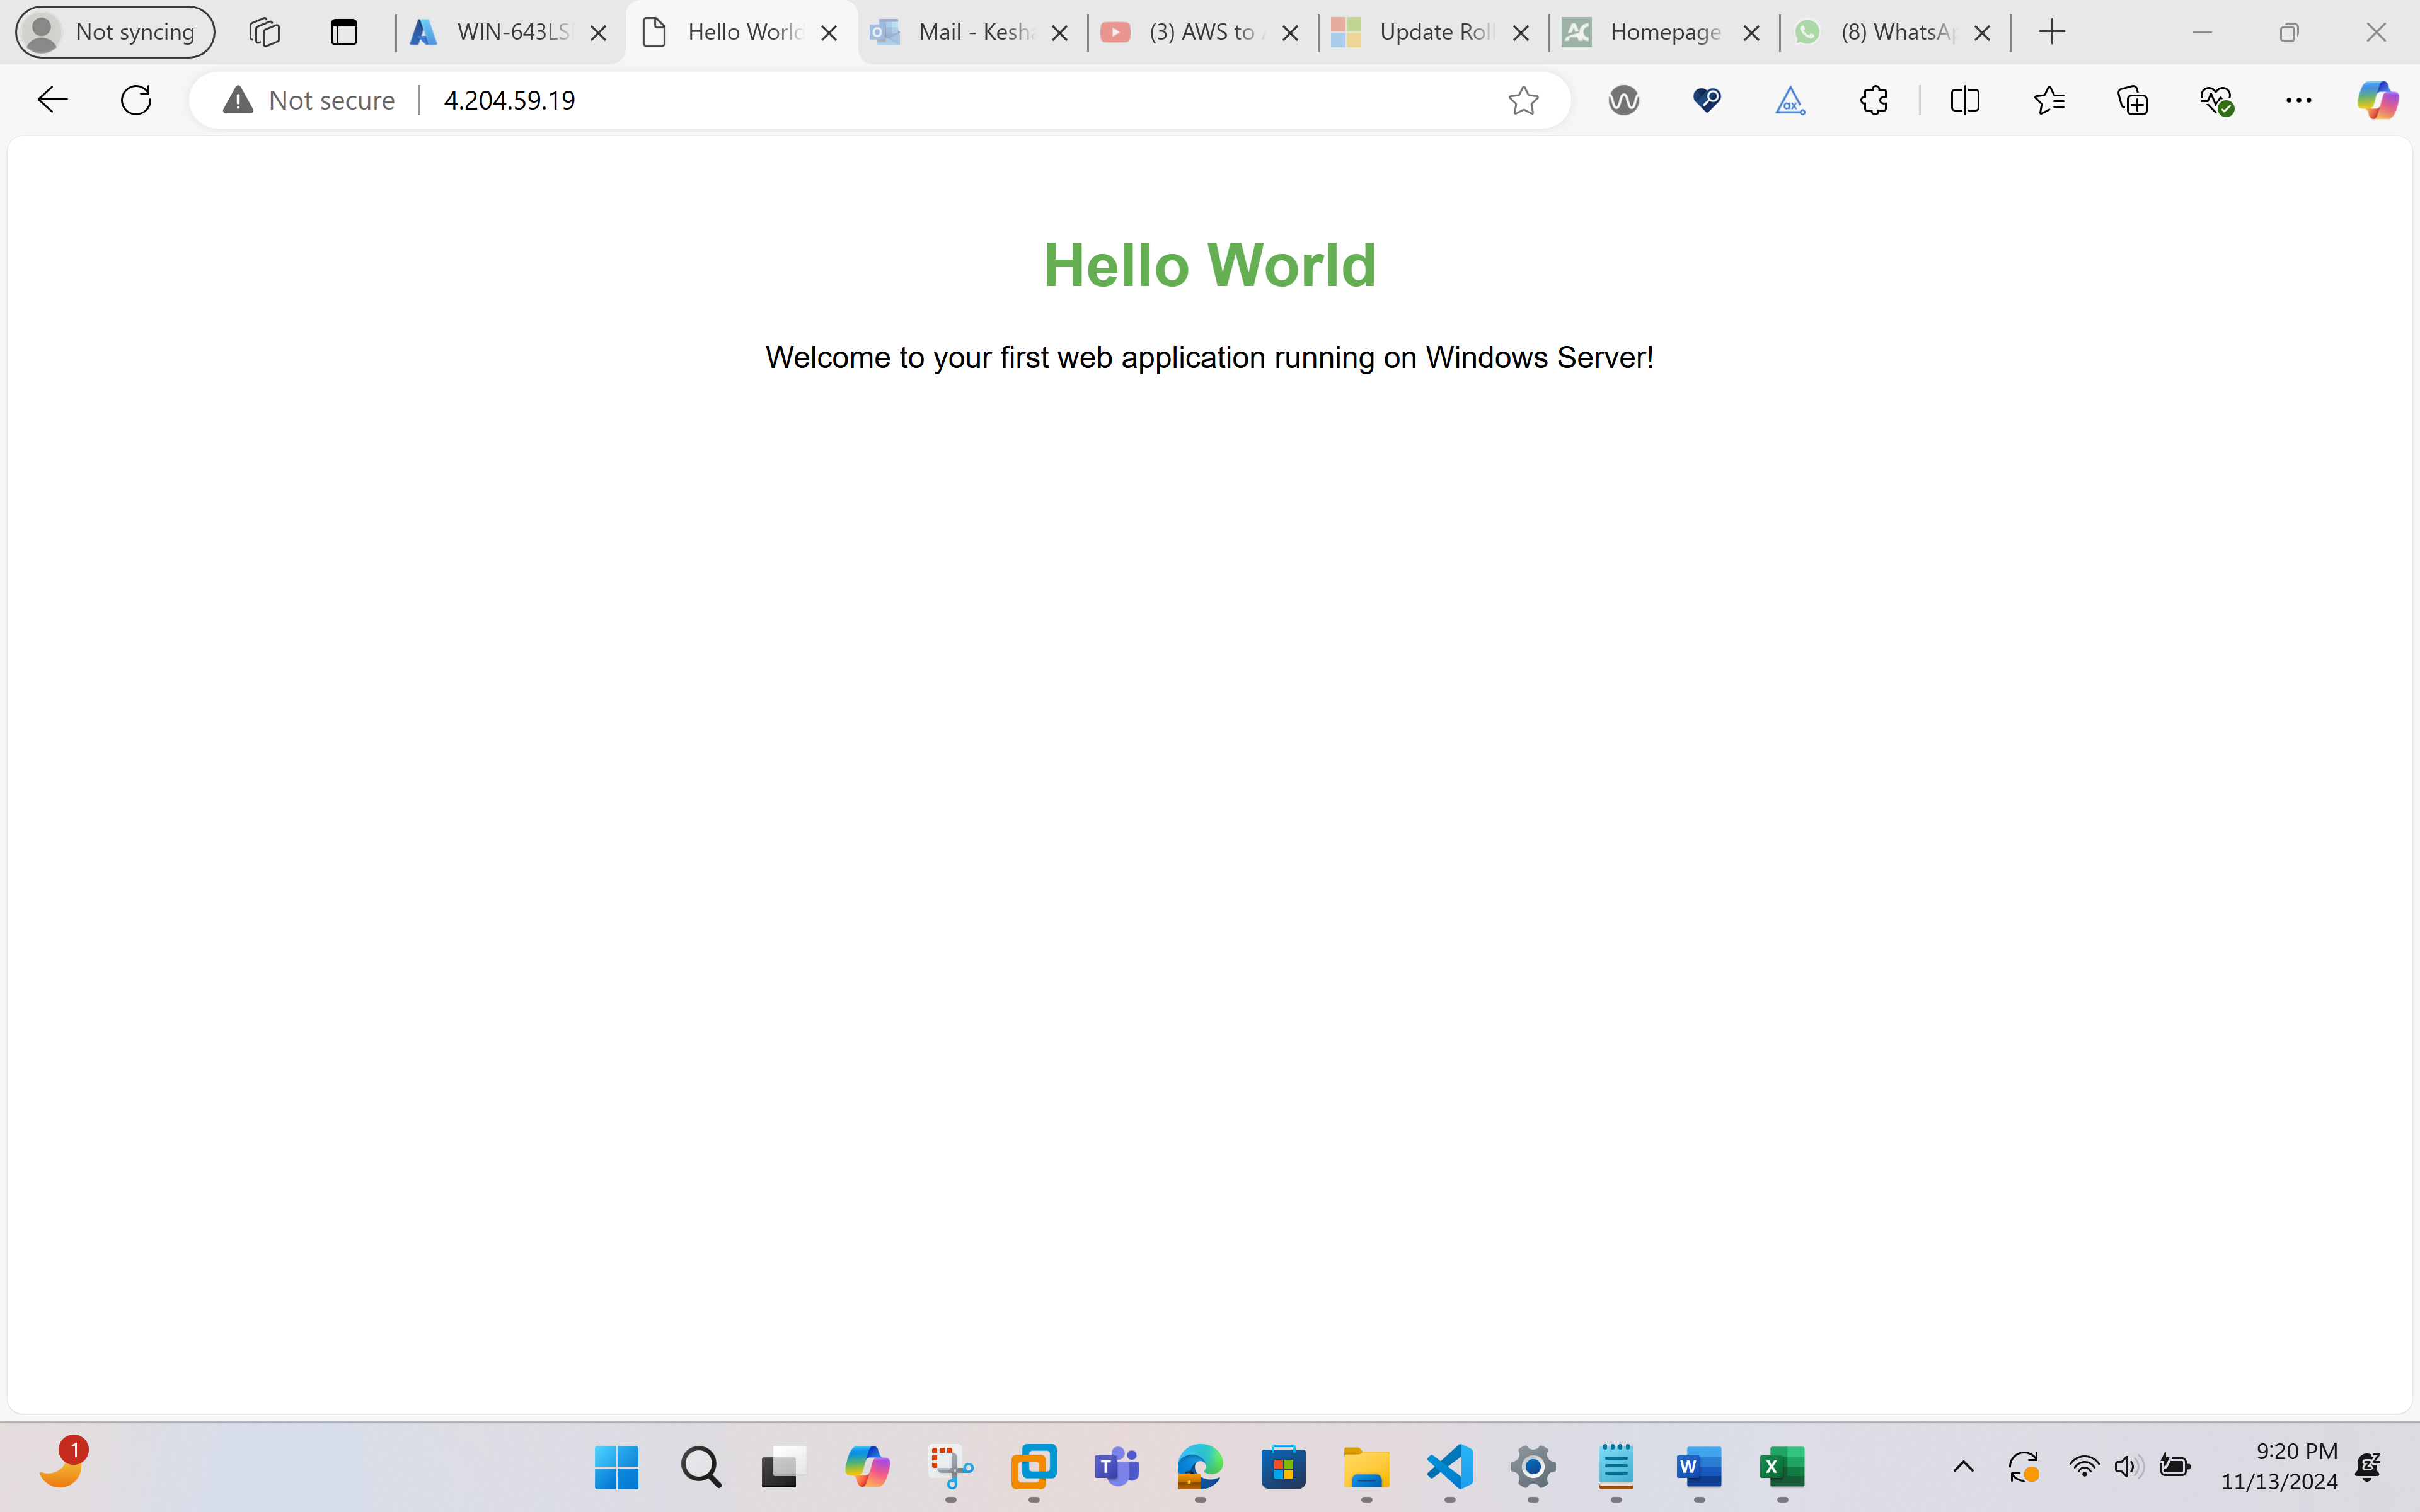 Not syncing
WIN-643LS
Hello World
Mail - Kesha
(3) AWS to
Update Roll
Homepage
(8) WhatsAp
Not secure
4.204.59.19
Hello World
Welcome to your first web application running on Windows Server!
1
9:20 PM
11/13/2024